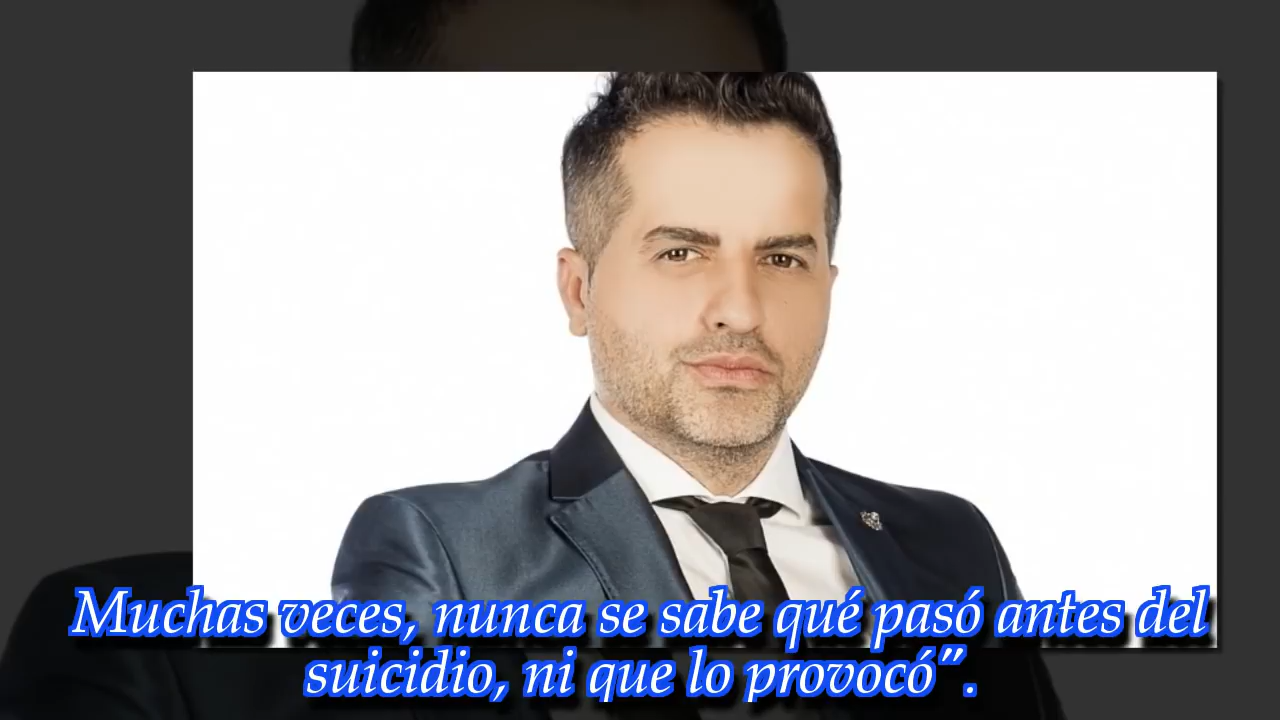 Muchas veces, nunca se sabe qué pasó antes del
suicidio, ni que lo provocó”.